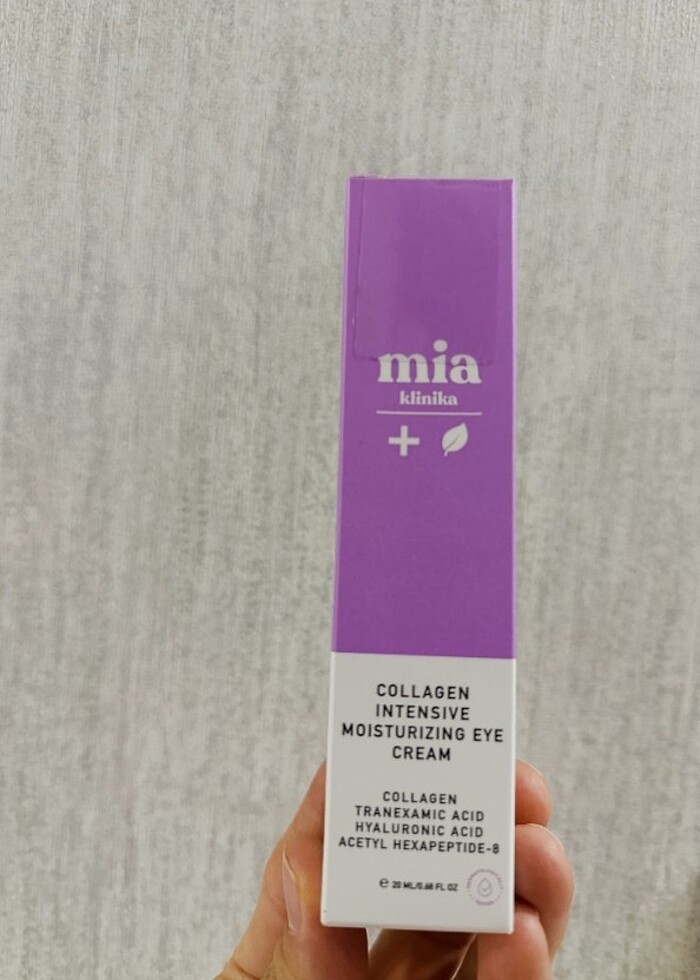 mia
klinika
COLLAGEN
INTENSIVE
MOISTURIZING EYE
CREAM
COLLAGEN
TRANEXAMIC ACID
HYALURONIC ACID
ACETYL HEXAPEPTIDE-8
℮ 20 ML/0.68 FL OZ